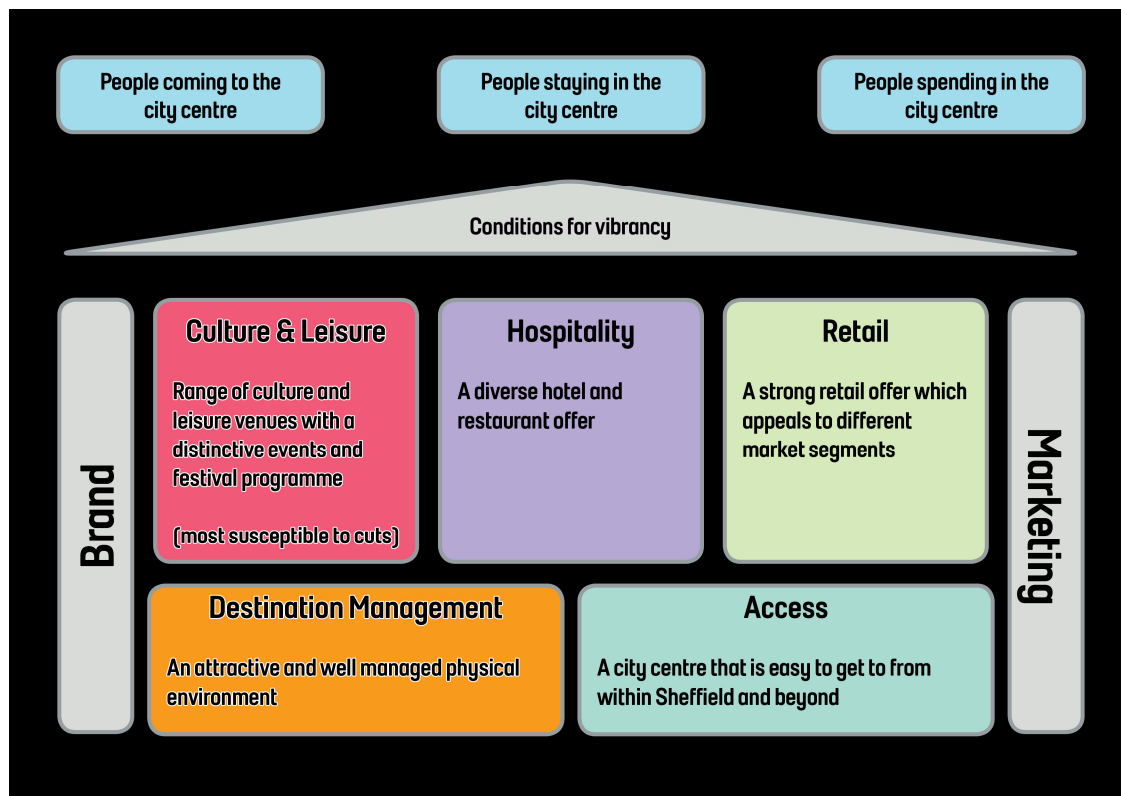 People coming to the
city centre
People staying in the
city centre
People spending in the
city centre
Conditions for vibrancy
Brand
Culture & Leisure
Range of culture and
leisure venues with a
distinctive events and
festival programme
(most susceptible to cuts)
Hospitality
A diverse hotel and
restaurant offer
Retail
A strong retail offer which
appeals to different
market segments
Marketing
Destination Management
An attractive and well managed physical
environment
Access
A city centre that is easy to get to from
within Sheffield and beyond